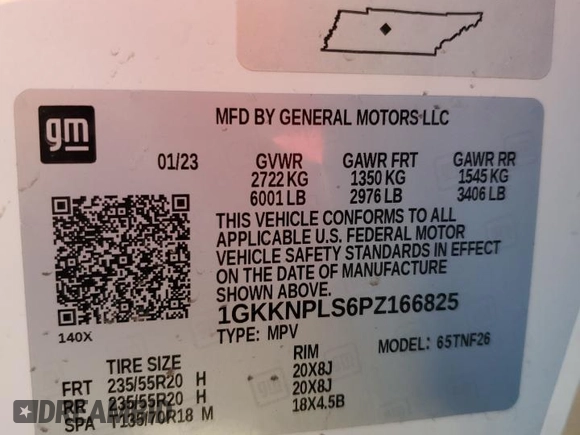 gm
MFD BY GENERAL MOTORS LLC
01/23 GVWR GAWR FRT GAWR RR
2722 KG 1350 KG 1545 KG
6001 LB 2976 LB 3406 LB
THIS VEHICLE CONFORMS TO ALL
APPLICABLE U.S. FEDERAL MOTOR
VEHICLE SAFETY STANDARDS IN EFFECT
ON THE DATE OF MANUFACTURE
SHOWN ABOVE.
1GKKNPLS6PZ166825
140X TYPE: MPV MODEL: 65TNF26
TIRE SIZE RIM
FRT 235/55R20 H 20X8J
RR 235/55R20 H 20X8J
SPA T135/70R18 M 18X4.5B
DREAMBID